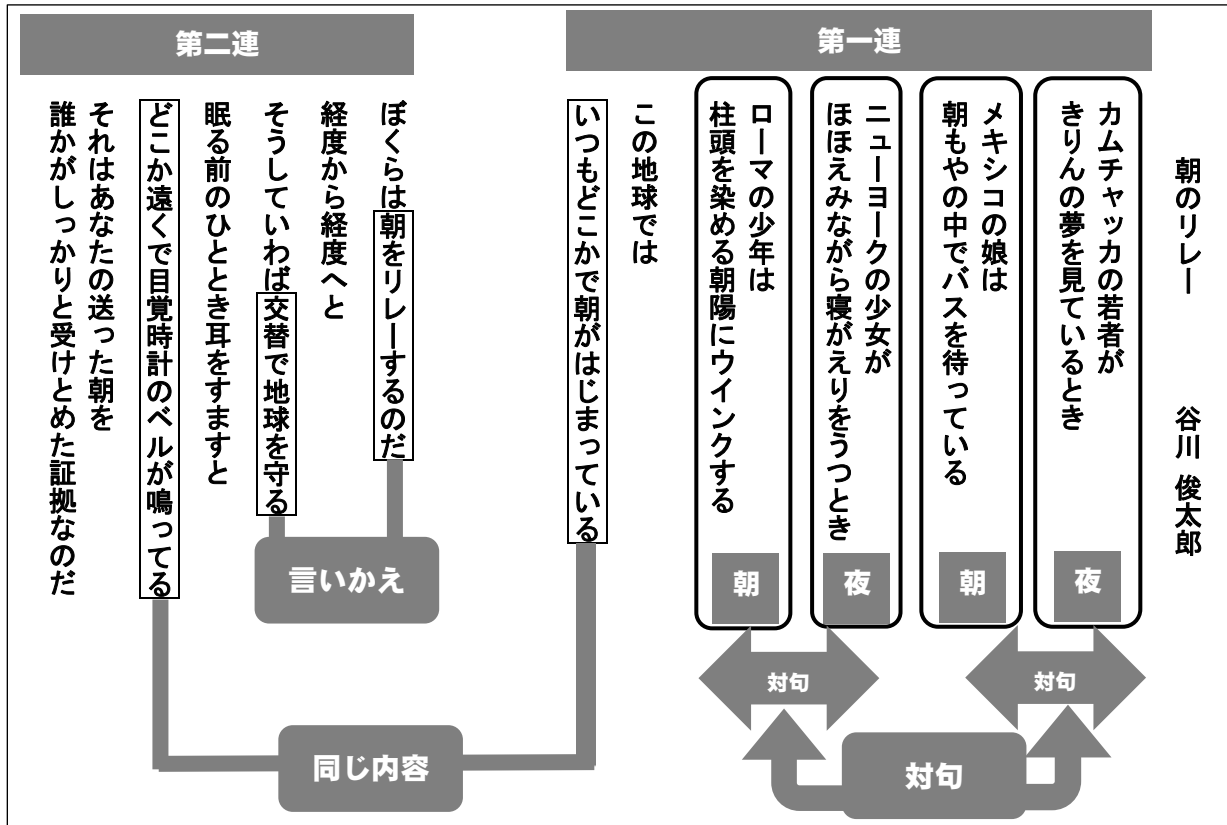 朝のリレー　谷川 俊太郎
第一連
カムチャッカの若者が
きりんの夢を見ているとき
夜
メキシコの娘は
朝もやの中でバスを待っている
朝
対句
ニューヨークの少女が
ほほえみながら寝がえりをうつとき
夜
ローマの少年は
柱頭を染める朝陽にウインクする
朝
対句
対句
この地球では
いつもどこかで朝がはじまっている
第二連
ぼくらは朝をリレーするのだ
経度から経度へと
そうしていわば交替で地球を守る
言いかえ
眠る前のひととき耳をすますと
どこか遠くで目覚時計のベルが鳴ってる
同じ内容
それはあなたの送った朝を
誰かがしっかりと受けとめた証拠なのだ